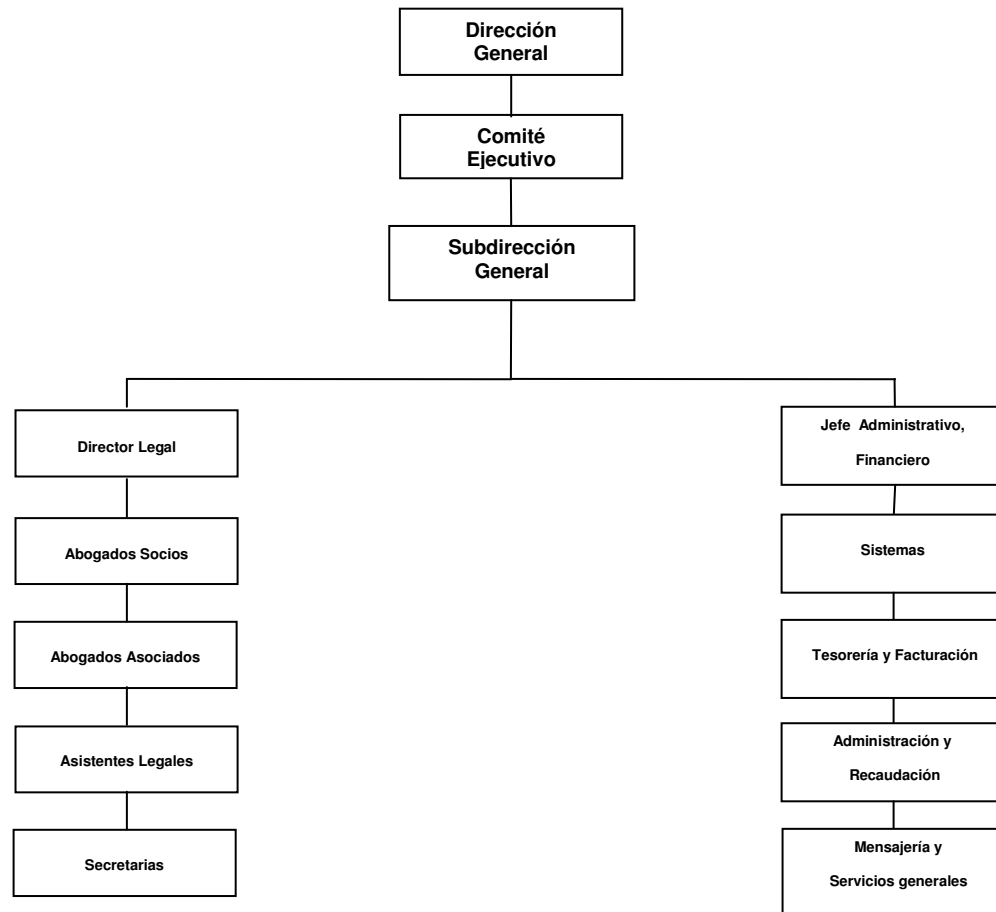 Dirección
General
Comité
Ejecutivo
Subdirección
General
Director Legal
Abogados Socios
Abogados Asociados
Asistentes Legales
Secretarias
Jefe Administrativo,
Financiero
Sistemas
Tesorería y Facturación
Administración y
Recaudación
Mensajería y
Servicios generales